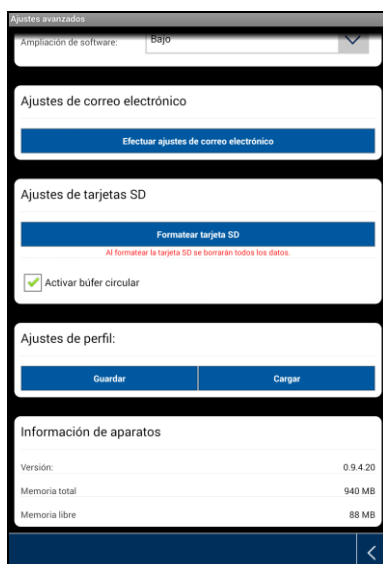 Ajustes avanzados
Ampliación de software: Bajo
Ajustes de correo electrónico
Efectuar ajustes de correo electrónico
Ajustes de tarjetas SD
Formatear tarjeta SD
Al formatear la tarjeta SD se borrarán todos los datos.
Activar búfer circular
Ajustes de perfil:
Guardar Cargar
Información de aparatos
Versión: 0.9.4.20
Memoria total 940 MB
Memoria libre 88 MB